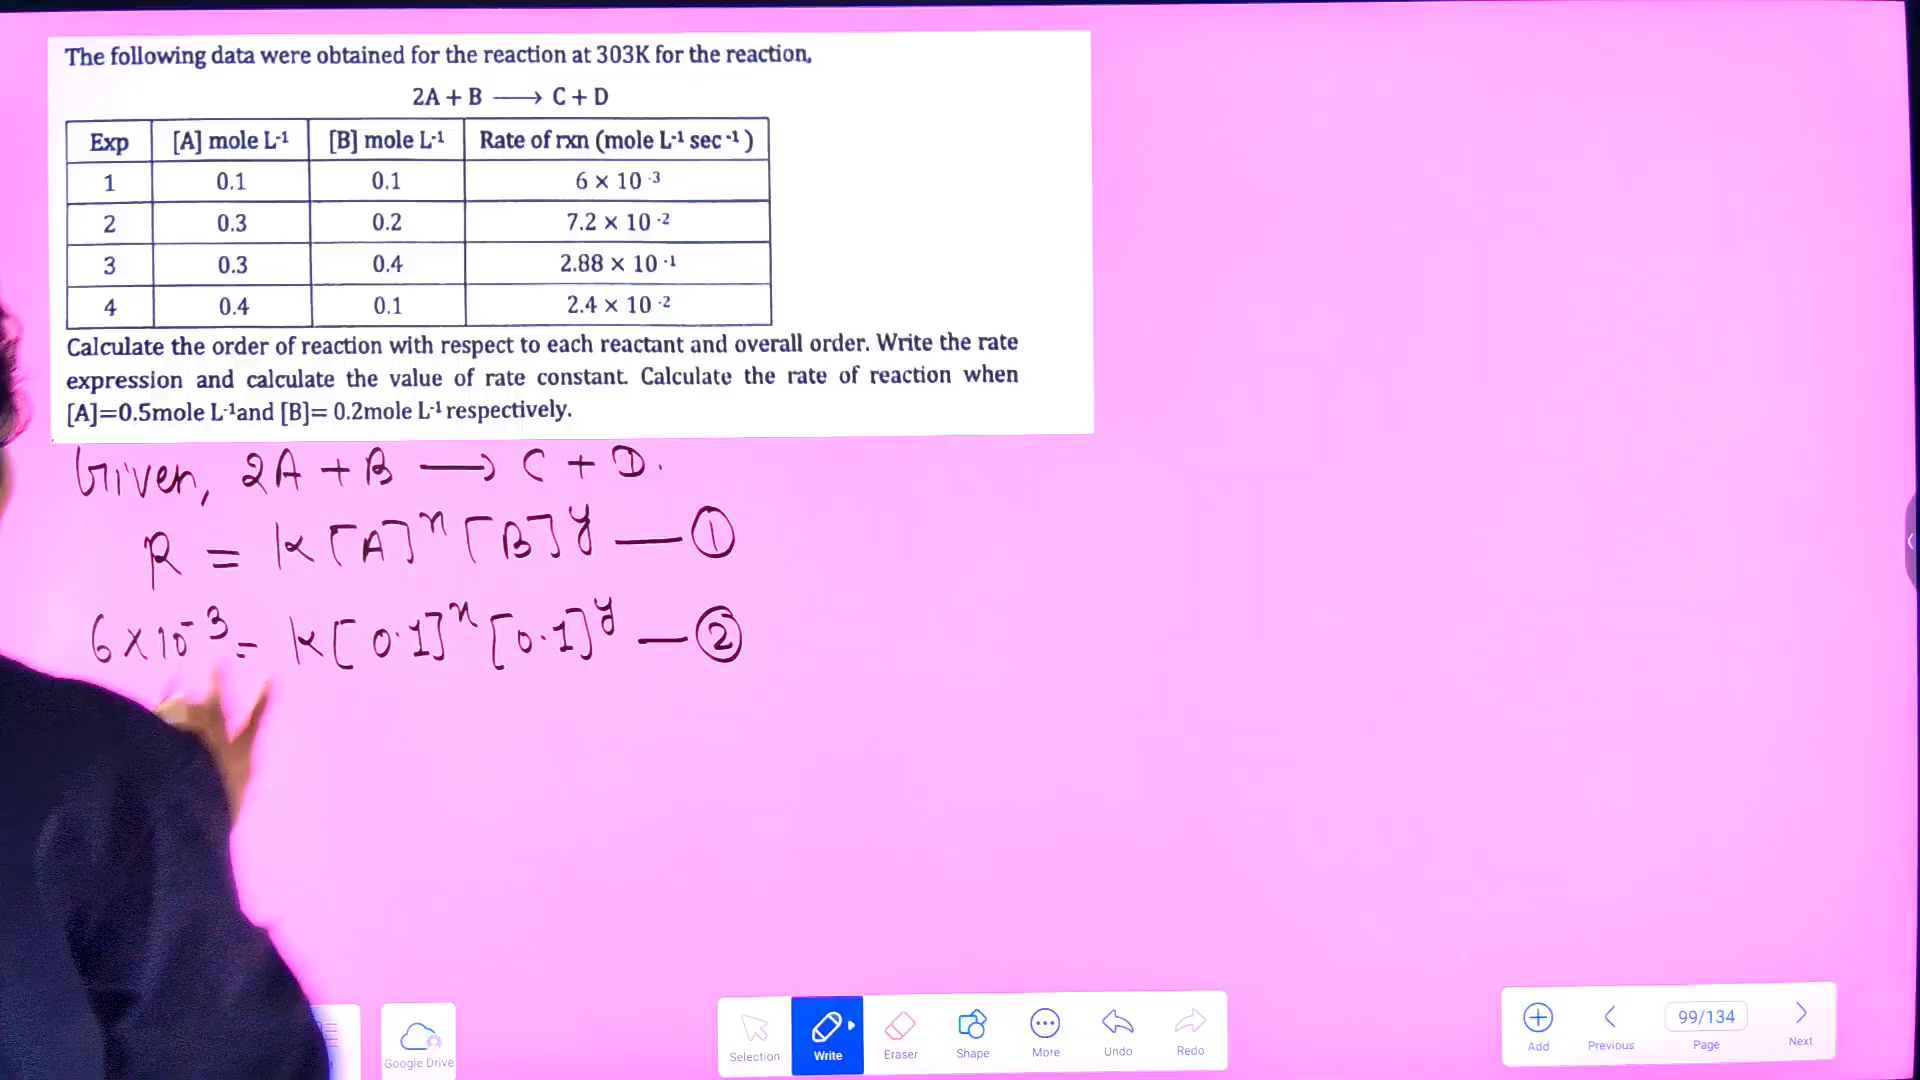 The following data were obtained for the reaction at 303K for the reaction,
2A + B ⟶ C + D
Exp [A] mole L⁻¹ [B] mole L⁻¹ Rate of rxn (mole L⁻¹ sec⁻¹)
1 0.1 0.1 6 × 10⁻³
2 0.3 0.2 7.2 × 10⁻²
3 0.3 0.4 2.88 × 10⁻¹
4 0.4 0.1 2.4 × 10⁻²
Calculate the order of reaction with respect to each reactant and overall order. Write the rate
expression and calculate the value of rate constant. Calculate the rate of reaction when
[A]=0.5mole L⁻¹and [B]= 0.2mole L⁻¹ respectively.
Given, 2A + B ⟶ C + D.
R = K[A]ˣ [B]ʸ — ①
6×10⁻³ = K[0.1]ˣ [0.1]ʸ — ②
Google Drive
Selection Write Eraser Shape More Undo Redo
99/134
Add Previous Page Next